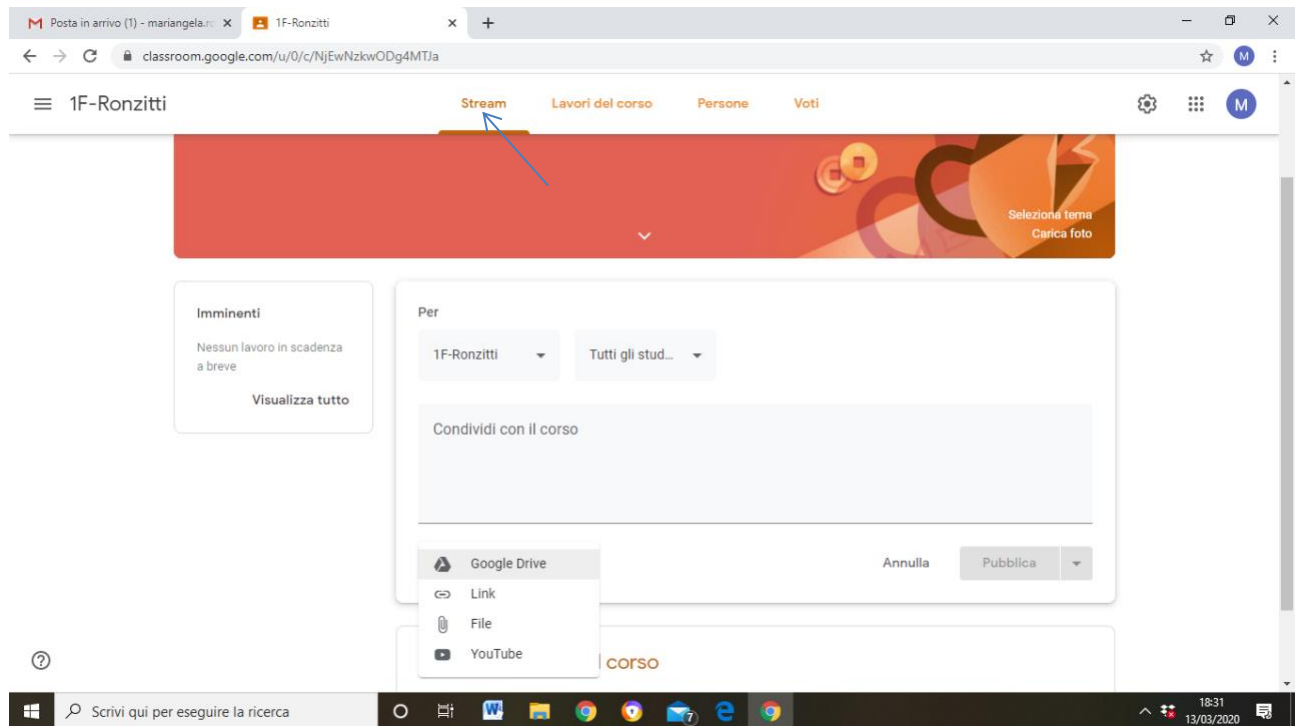 Posta in arrivo (1) - mariangela.ro
1F-Ronzitti
classroom.google.com/u/0/c/NjEwNzkwODg4MTJa
M
1F-Ronzitti
Stream
Lavori del corso
Persone
Voti
M
Seleziona tema
Carica foto
Imminenti
Nessun lavoro in scadenza
a breve
Visualizza tutto
Per
1F-Ronzitti
Tutti gli stud...
Condividi con il corso
Google Drive
Link
File
YouTube
Annulla
Pubblica
corso
Scrivi qui per eseguire la ricerca
7
18:31
13/03/2020